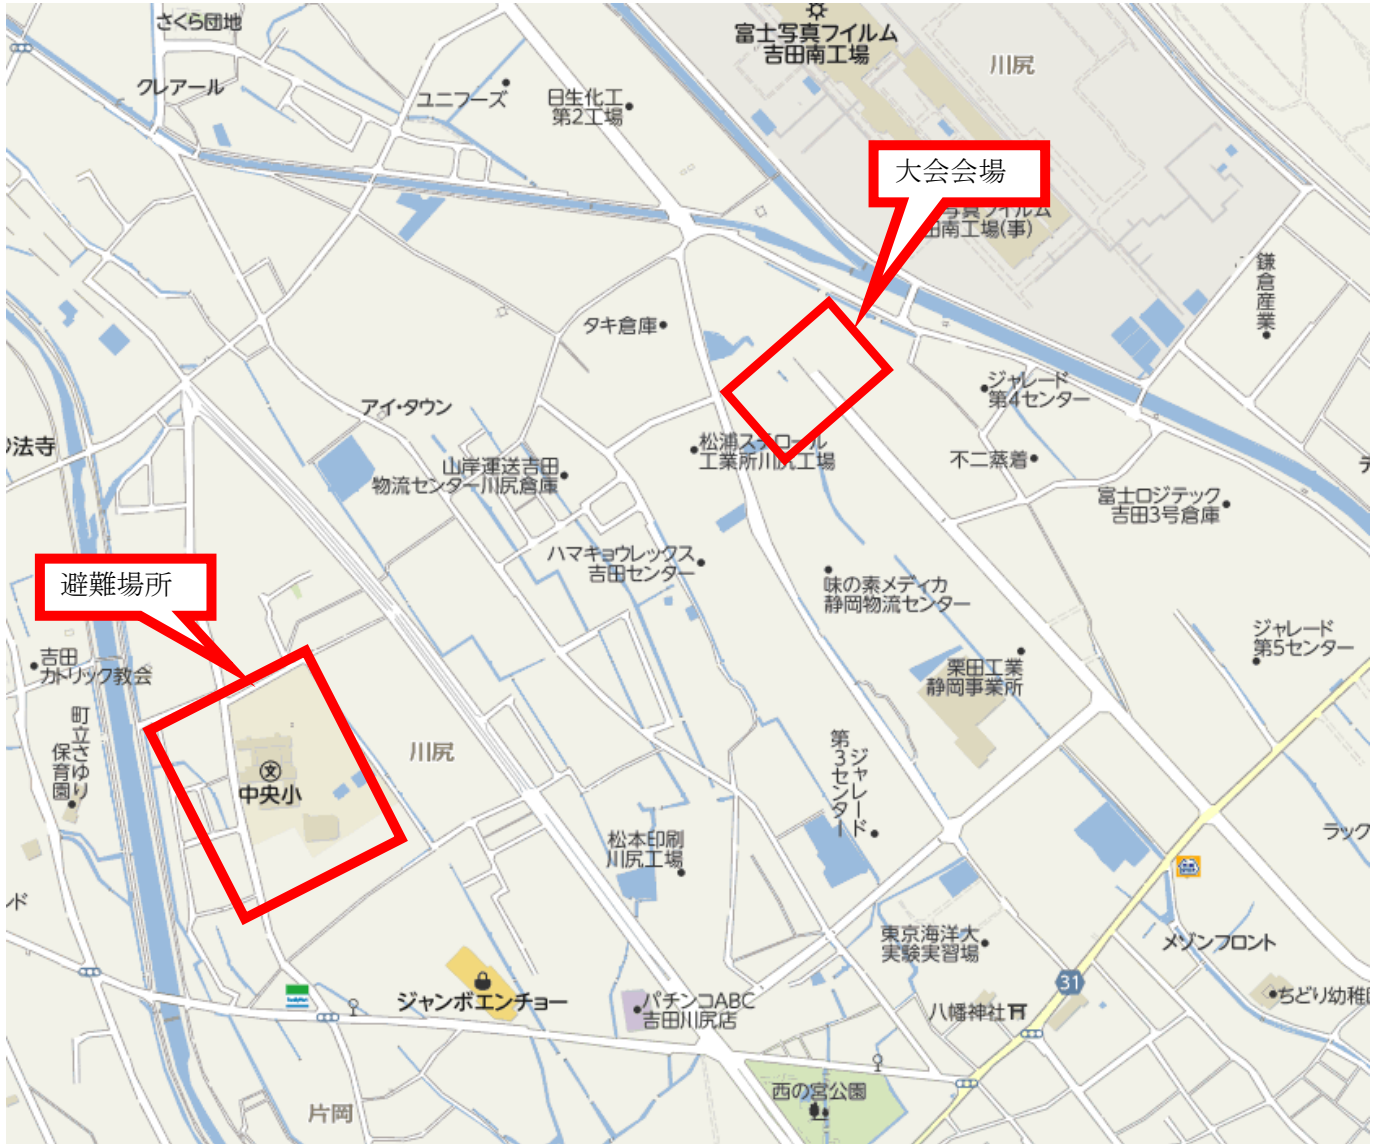 さくら団地
富士写真フイルム
吉田南工場
川尻
クレアール
ユニフーズ
日生化工
第2工場
大会会場
写真フイルム
田南工場(事)
鎌倉産業
タキ倉庫
ジャレード
第4センター
アイ・タウン
法寺
松浦スチロール
工業所川尻工場
山岸運送吉田
物流センター川尻倉庫
不二蒸着
富士ロジテック
吉田3号倉庫
ハマキョウレックス
吉田センター
避難場所
味の素メディカ
静岡物流センター
ジャレード
第5センター
吉田
カトリック教会
栗田工業
静岡事業所
町立さゆり
保育園
川尻
ジャレード
第3センター
文
中央小
松本印刷
川尻工場
ラック
ド
東京海洋大
実験実習場
メゾンフロント
31
ジャンボエンチョー
FamilyMart
パチンコABC
吉田川尻店
八幡神社
ちどり幼稚
西の宮公園
片岡